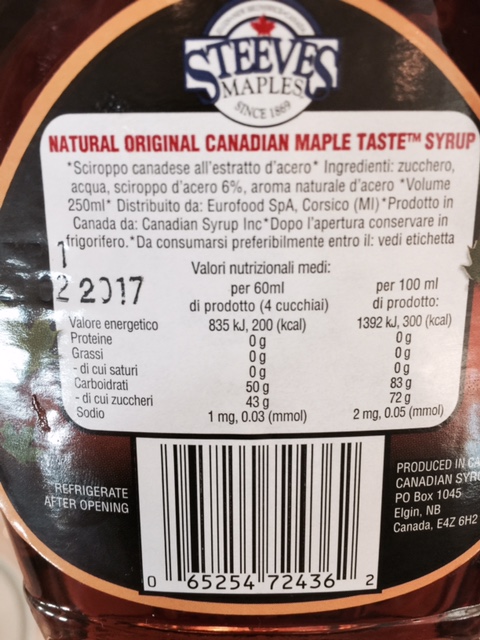 STEEVES
MAPLES
SINCE 1869
NATURAL ORIGINAL CANADIAN MAPLE TASTE™ SYRUP
*Sciroppo canadese all'estratto d'acero* Ingredienti: zucchero,
acqua, sciroppo d'acero 6%, aroma naturale d'acero *Volume
250ml* Distribuito da: Eurofood SpA, Corsico (MI)*Prodotto in
Canada da: Canadian Syrup Inc*Dopo l'apertura conservare in
frigorifero.*Da consumarsi preferibilmente entro il: vedi etichetta
1
2 2017
Valori nutrizionali medi:
per 60ml per 100 ml
di prodotto (4 cucchiai) di prodotto:
Valore energetico 835 kJ, 200 (kcal) 1392 kJ, 300 (kcal)
Proteine 0 g 0 g
Grassi 0 g 0 g
- di cui saturi 0 g 0 g
Carboidrati 50 g 83 g
- di cui zuccheri 43 g 72 g
Sodio 1 mg, 0.03 (mmol) 2 mg, 0.05 (mmol)
REFRIGERATE
AFTER OPENING
PRODUCED IN CA
CANADIAN SYR
PO Box 1045
Elgin, NB
Canada, E4Z 6H2
0 65254 72436 2